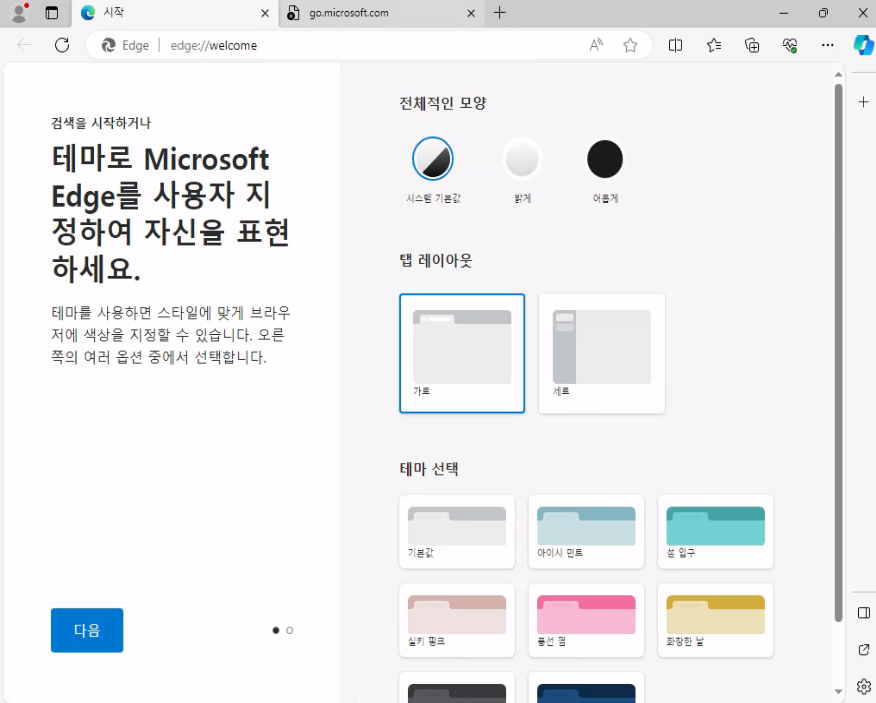 시작
go.microsoft.com
Edge
edge://welcome
검색을 시작하거나
테마로 Microsoft
Edge를 사용자 지
정하여 자신을 표현
하세요.
테마를 사용하면 스타일에 맞게 브라우
저에 색상을 지정할 수 있습니다. 오른
쪽의 여러 옵션 중에서 선택합니다.
다음
전체적인 모양
시스템 기본값
밝게
어둡게
탭 레이아웃
가로
세로
테마 선택
기본값
아이시 민트
섬 입구
실키 핑크
풍선 껌
화창한 날